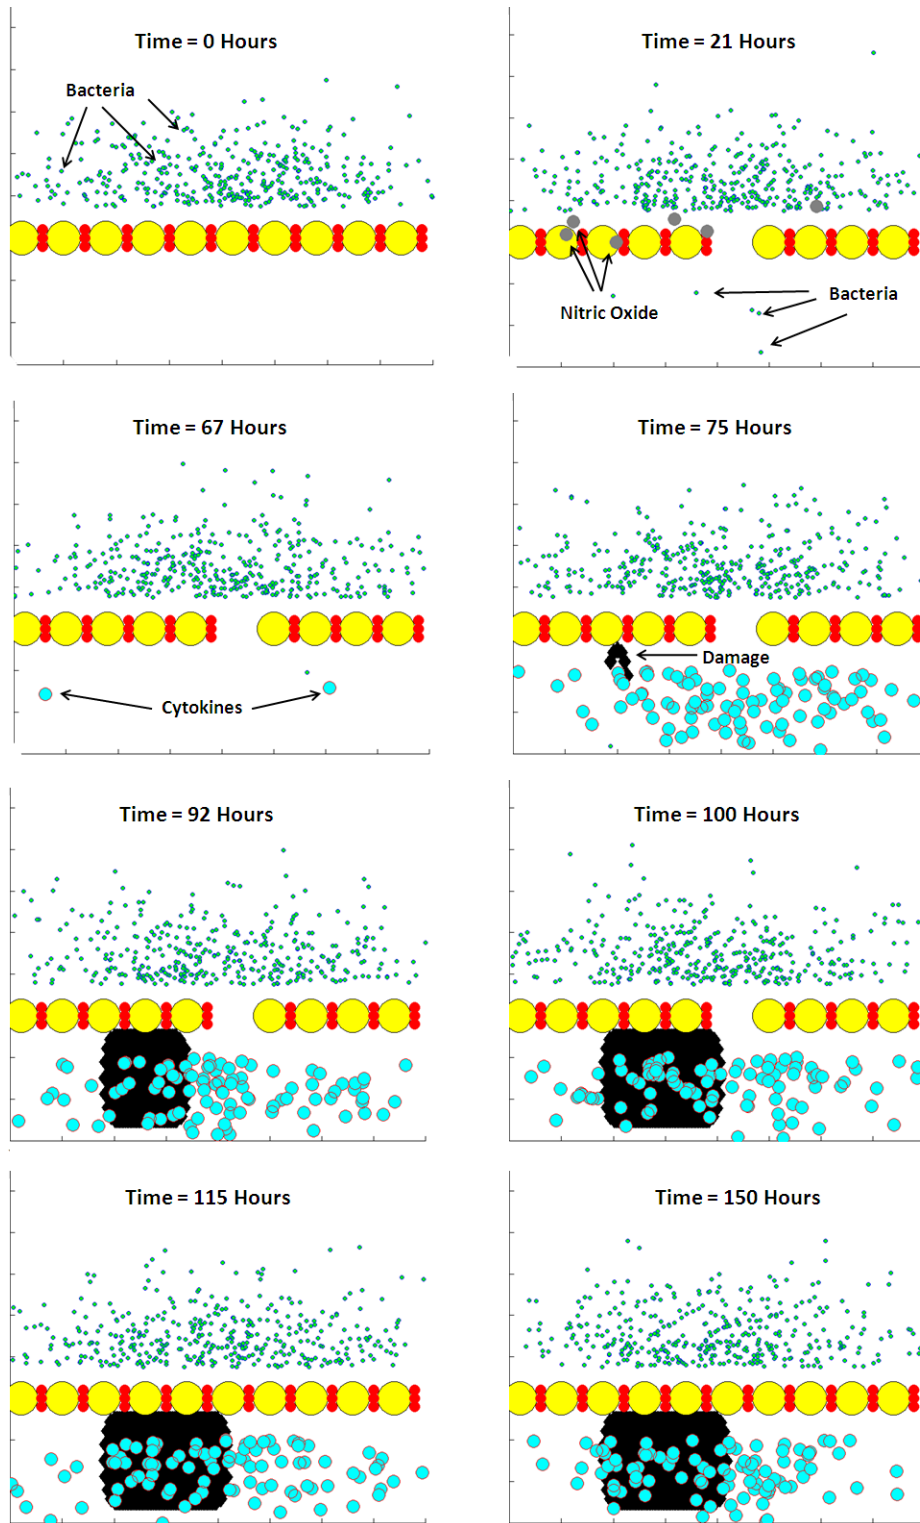 Time = 0 Hours
Bacteria
Time = 21 Hours
Nitric Oxide
Bacteria
Time = 67 Hours
Cytokines
Time = 75 Hours
Damage
Time = 92 Hours
Time = 100 Hours
Time = 115 Hours
Time = 150 Hours